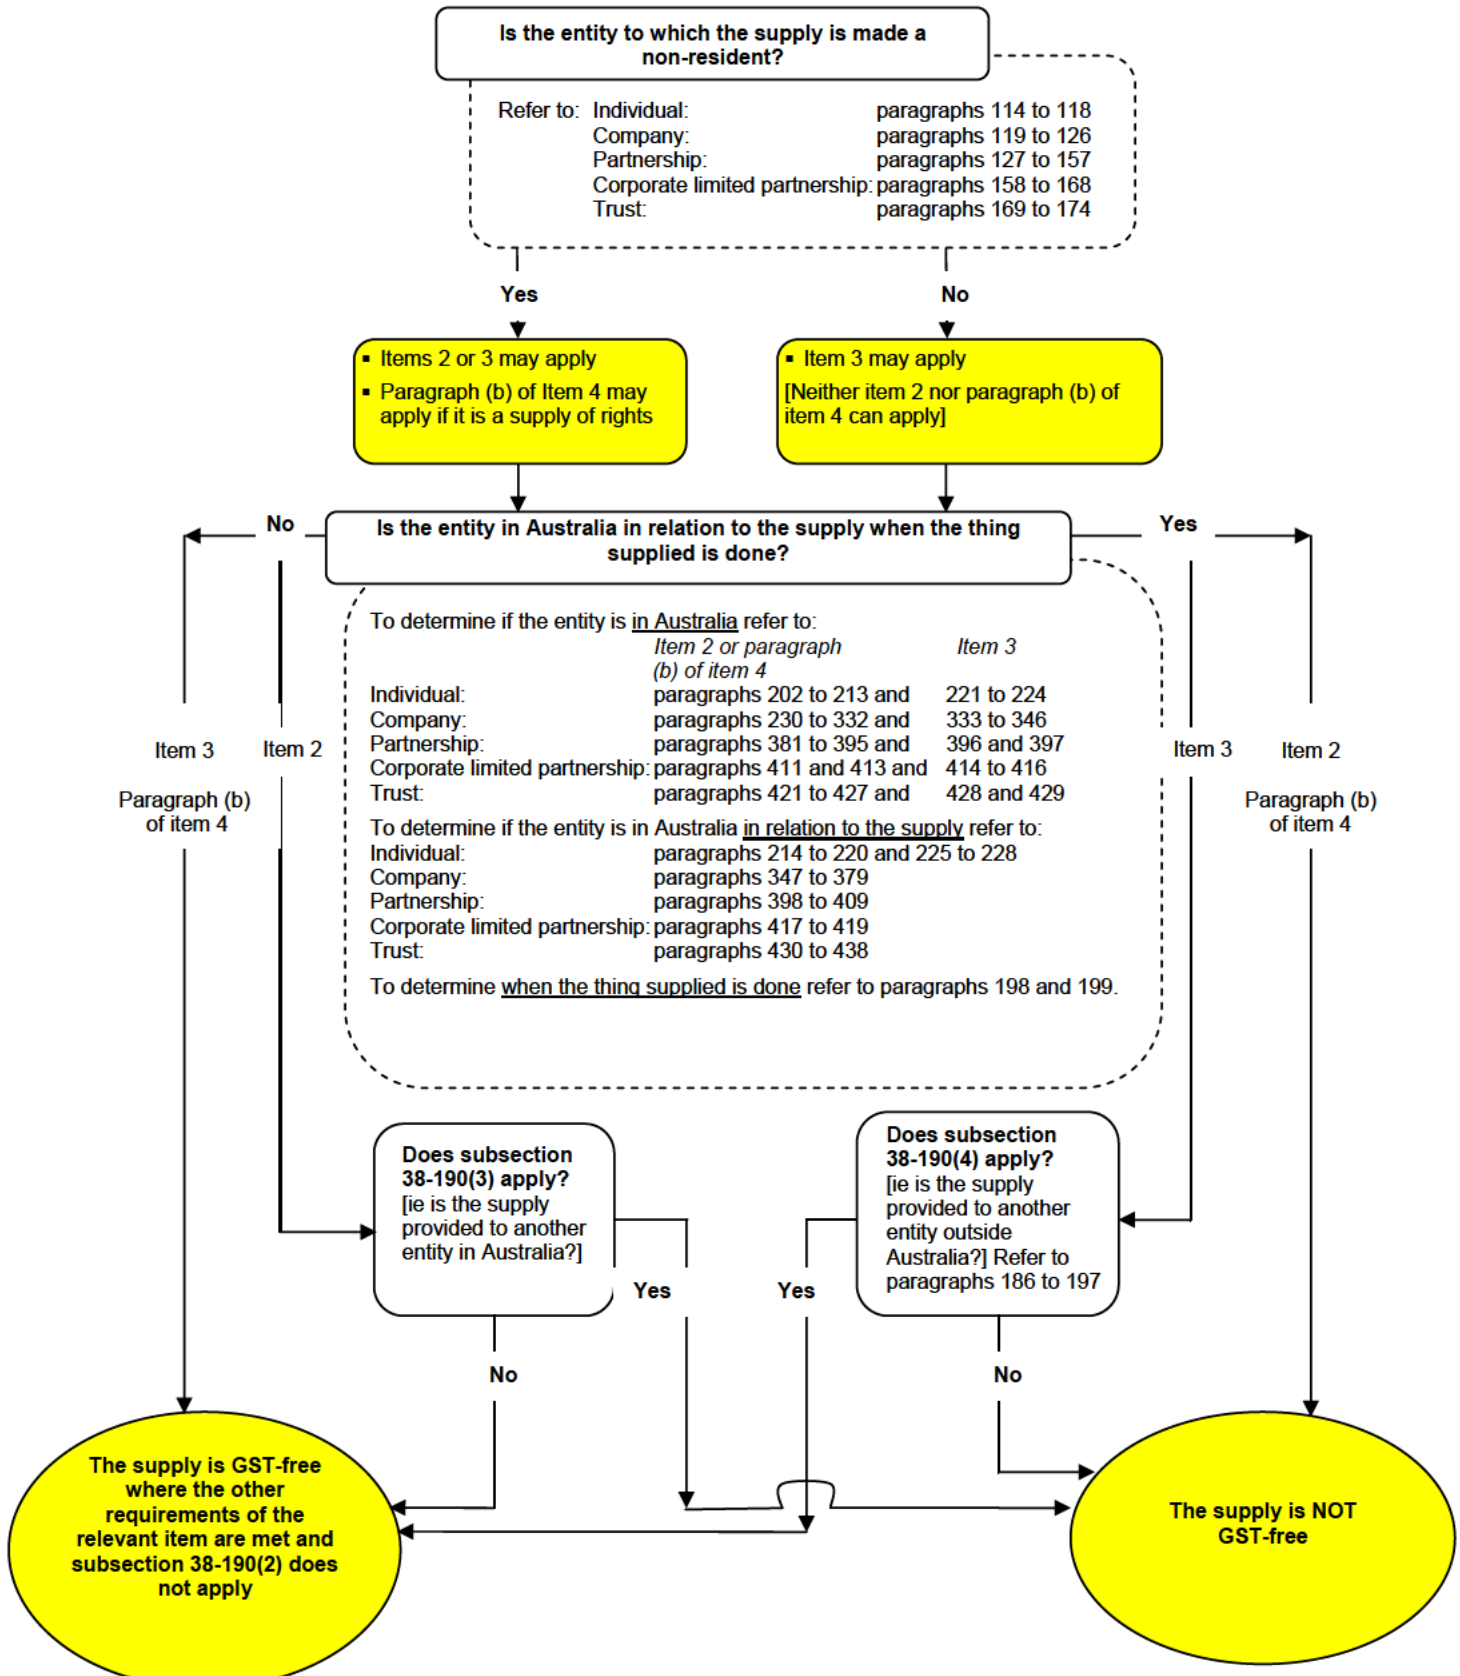 Is the entity to which the supply is made a
non-resident?
Refer to: Individual: paragraphs 114 to 118
Company: paragraphs 119 to 126
Partnership: paragraphs 127 to 157
Corporate limited partnership: paragraphs 158 to 168
Trust: paragraphs 169 to 174
Yes
No
▪ Items 2 or 3 may apply
▪ Paragraph (b) of Item 4 may
apply if it is a supply of rights
▪ Item 3 may apply
[Neither item 2 nor paragraph (b) of
item 4 can apply]
No
Is the entity in Australia in relation to the supply when the thing
supplied is done?
Yes
To determine if the entity is in Australia refer to:
Item 2 or paragraph Item 3
(b) of item 4
Individual: paragraphs 202 to 213 and 221 to 224
Company: paragraphs 230 to 332 and 333 to 346
Partnership: paragraphs 381 to 395 and 396 and 397
Corporate limited partnership: paragraphs 411 and 413 and 414 to 416
Trust: paragraphs 421 to 427 and 428 and 429
To determine if the entity is in Australia in relation to the supply refer to:
Individual: paragraphs 214 to 220 and 225 to 228
Company: paragraphs 347 to 379
Partnership: paragraphs 398 to 409
Corporate limited partnership: paragraphs 417 to 419
Trust: paragraphs 430 to 438
To determine when the thing supplied is done refer to paragraphs 198 and 199.
Item 3
Paragraph (b)
of item 4
Item 2
Item 3
Item 2
Paragraph (b)
of item 4
Does subsection
38-190(3) apply?
[ie is the supply
provided to another
entity in Australia?]
Does subsection
38-190(4) apply?
[ie is the supply
provided to another
entity outside
Australia?] Refer to
paragraphs 186 to 197
Yes
Yes
No
No
The supply is GST-free
where the other
requirements of the
relevant item are met and
subsection 38-190(2) does
not apply
The supply is NOT
GST-free